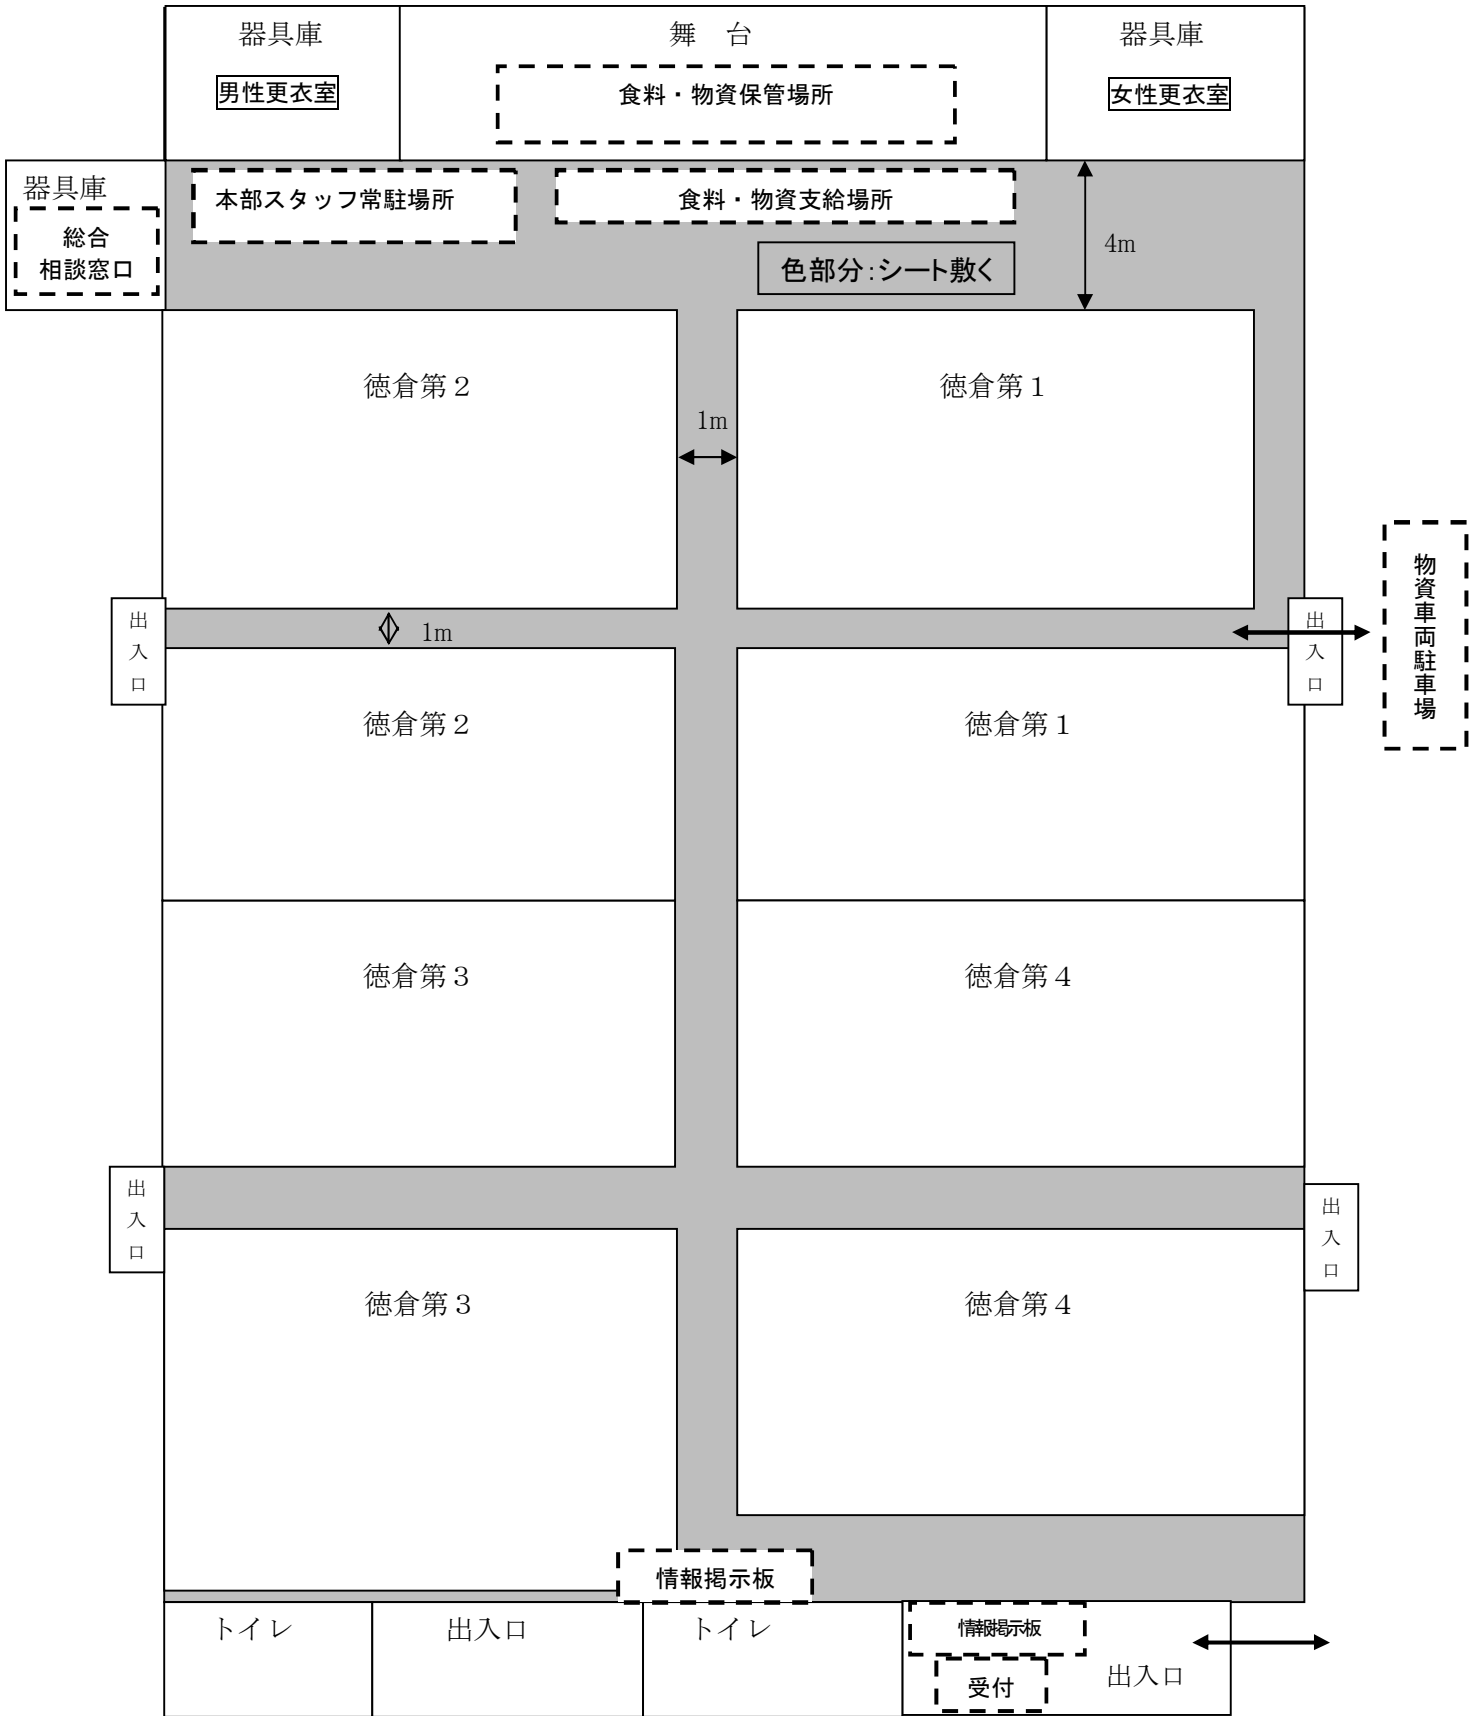 器具庫
舞　台
器具庫
男性更衣室
食料・物資保管場所
女性更衣室
器具庫
総合
相談窓口
本部スタッフ常駐場所
食料・物資支給場所
4m
色部分:シート敷く
徳倉第２
徳倉第１
1m
物資車両駐車場
出入口
1m
出入口
徳倉第２
徳倉第１
徳倉第３
徳倉第４
出入口
出入口
徳倉第３
徳倉第４
情報掲示板
トイレ
出入口
トイレ
情報掲示板
受付
出入口